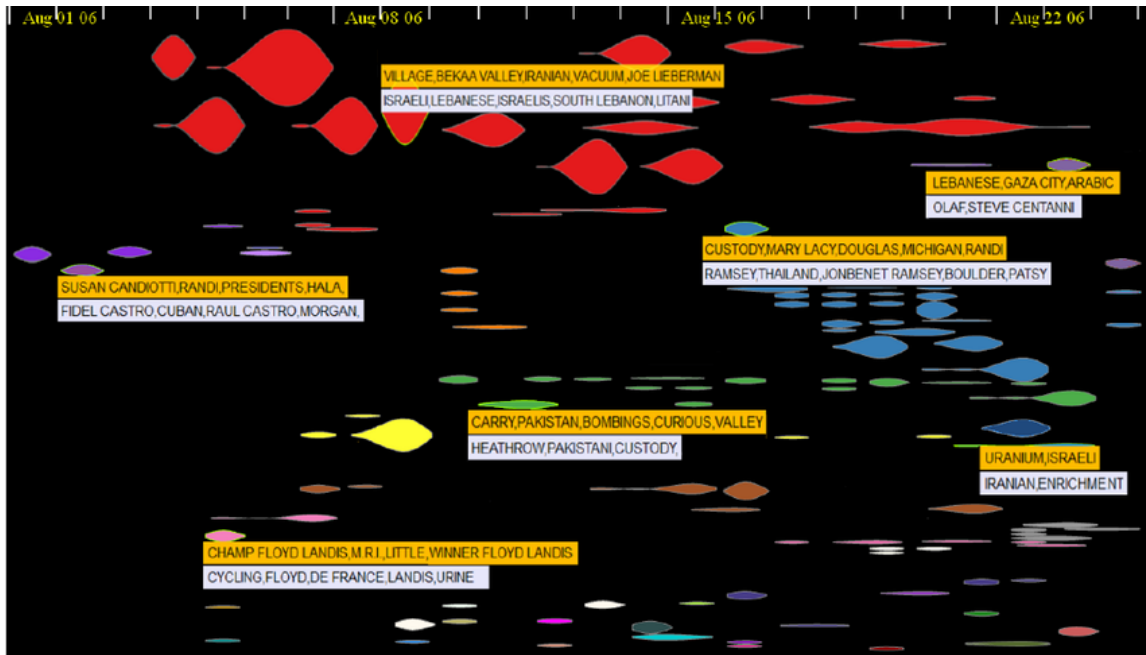 Aug 01 06 Aug 08 06 Aug 15 06 Aug 22 06
VILLAGE,BEKAA VALLEY,IRANIAN,VACUUM,JOE LIEBERMAN
ISRAELI,LEBANESE,ISRAELIS,SOUTH LEBANON,LITANI
LEBANESE,GAZA CITY,ARABIC
OLAF,STEVE CENTANNI
CUSTODY,MARY LACY,DOUGLAS,MICHIGAN,RANDI
RAMSEY,THAILAND,JONBENET RAMSEY,BOULDER,PATSY
SUSAN CANDIOTTI,RANDI,PRESIDENTS,HALA,
FIDEL CASTRO,CUBAN,RAUL CASTRO,MORGAN,
CARRY,PAKISTAN,BOMBINGS,CURIOUS,VALLEY
HEATHROW,PAKISTANI,CUSTODY,
URANIUM,ISRAELI
IRANIAN,ENRICHMENT
CHAMP FLOYD LANDIS,M.R.I.,LITTLE,WINNER FLOYD LANDIS
CYCLING,FLOYD,DE FRANCE,LANDIS,URINE